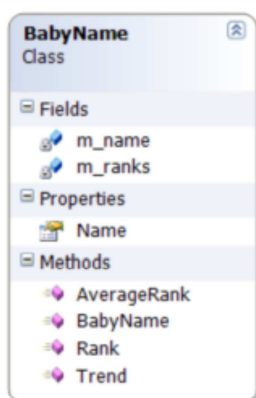 BabyName
Class
Fields
m_name
m_ranks
Properties
Name
Methods
AverageRank
BabyName
Rank
Trend